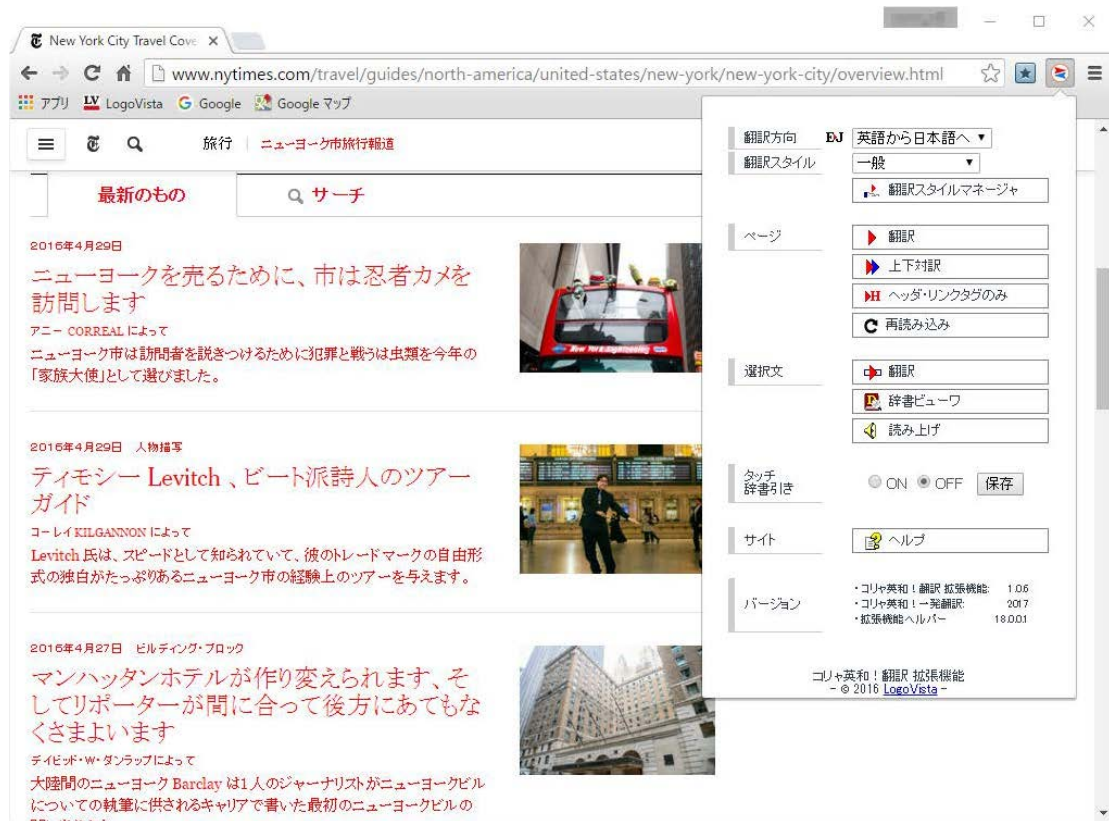 New York City Travel Cove
www.nytimes.com/travel/guides/north-america/united-states/new-york/new-york-city/overview.html
アプリ LV LogoVista G Google Google マップ
旅行 ニューヨーク市旅行報道
最新のもの サーチ
2016年4月29日
ニューヨークを売るために、市は忍者カメを
訪問します
アニー CORREAL によって
ニューヨーク市は訪問者を説きつけるために犯罪と戦うは虫類を今年の
「家族大使」として選びました。
2016年4月29日 人物描写
ティモシー Levitch 、ビート派詩人のツアー
ガイド
コーレイ KILGANNON によって
Levitch 氏は、スピードとして知られていて、彼のトレードマークの自由形
式の独白がたっぷりあるニューヨーク市の経験上のツアーを与えます。
2016年4月27日 ビルディング・ブロック
マンハッタンホテルが作り変えられます、そ
してリポーターが間に合って後方にあてもな
くさまよいます
デイビッド・W・ダンラップによって
大陸間のニューヨーク Barclay は1人のジャーナリストがニューヨークビル
についての執筆に供されるキャリアで書いた最初のニューヨークビルの
翻訳方向 EJ 英語から日本語へ ▼
翻訳スタイル 一般 ▼
翻訳スタイルマネージャ
ページ 翻訳
上下対訳
H ヘッダ・リンクタグのみ
再読み込み
選択文 翻訳
辞書ビューワ
読み上げ
タッチ
辞書引き ON OFF 保存
サイト ヘルプ
バージョン
・コリャ英和！翻訳 拡張機能: 1.0.6
・コリャ英和！一発翻訳: 2017
・拡張機能ヘルパー 18.0.0.1
コリャ英和！翻訳 拡張機能
- © 2016 LogoVista -